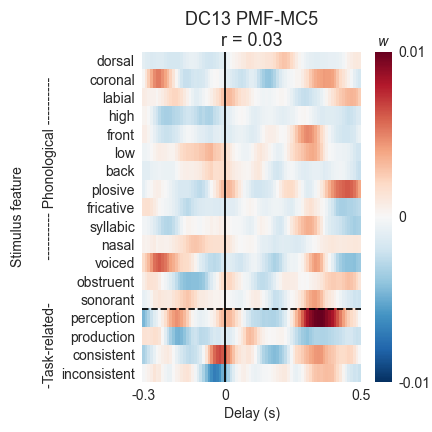 DC13 PMF-MC5
r = 0.03
w
dorsal
coronal
labial
high
front
low
back
plosive
fricative
syllabic
nasal
voiced
obstruent
sonorant
perception
production
consistent
inconsistent
Stimulus feature
---------- Phonological ----------
-Task-related-
0.01
0
-0.01
-0.3
0
0.5
Delay (s)